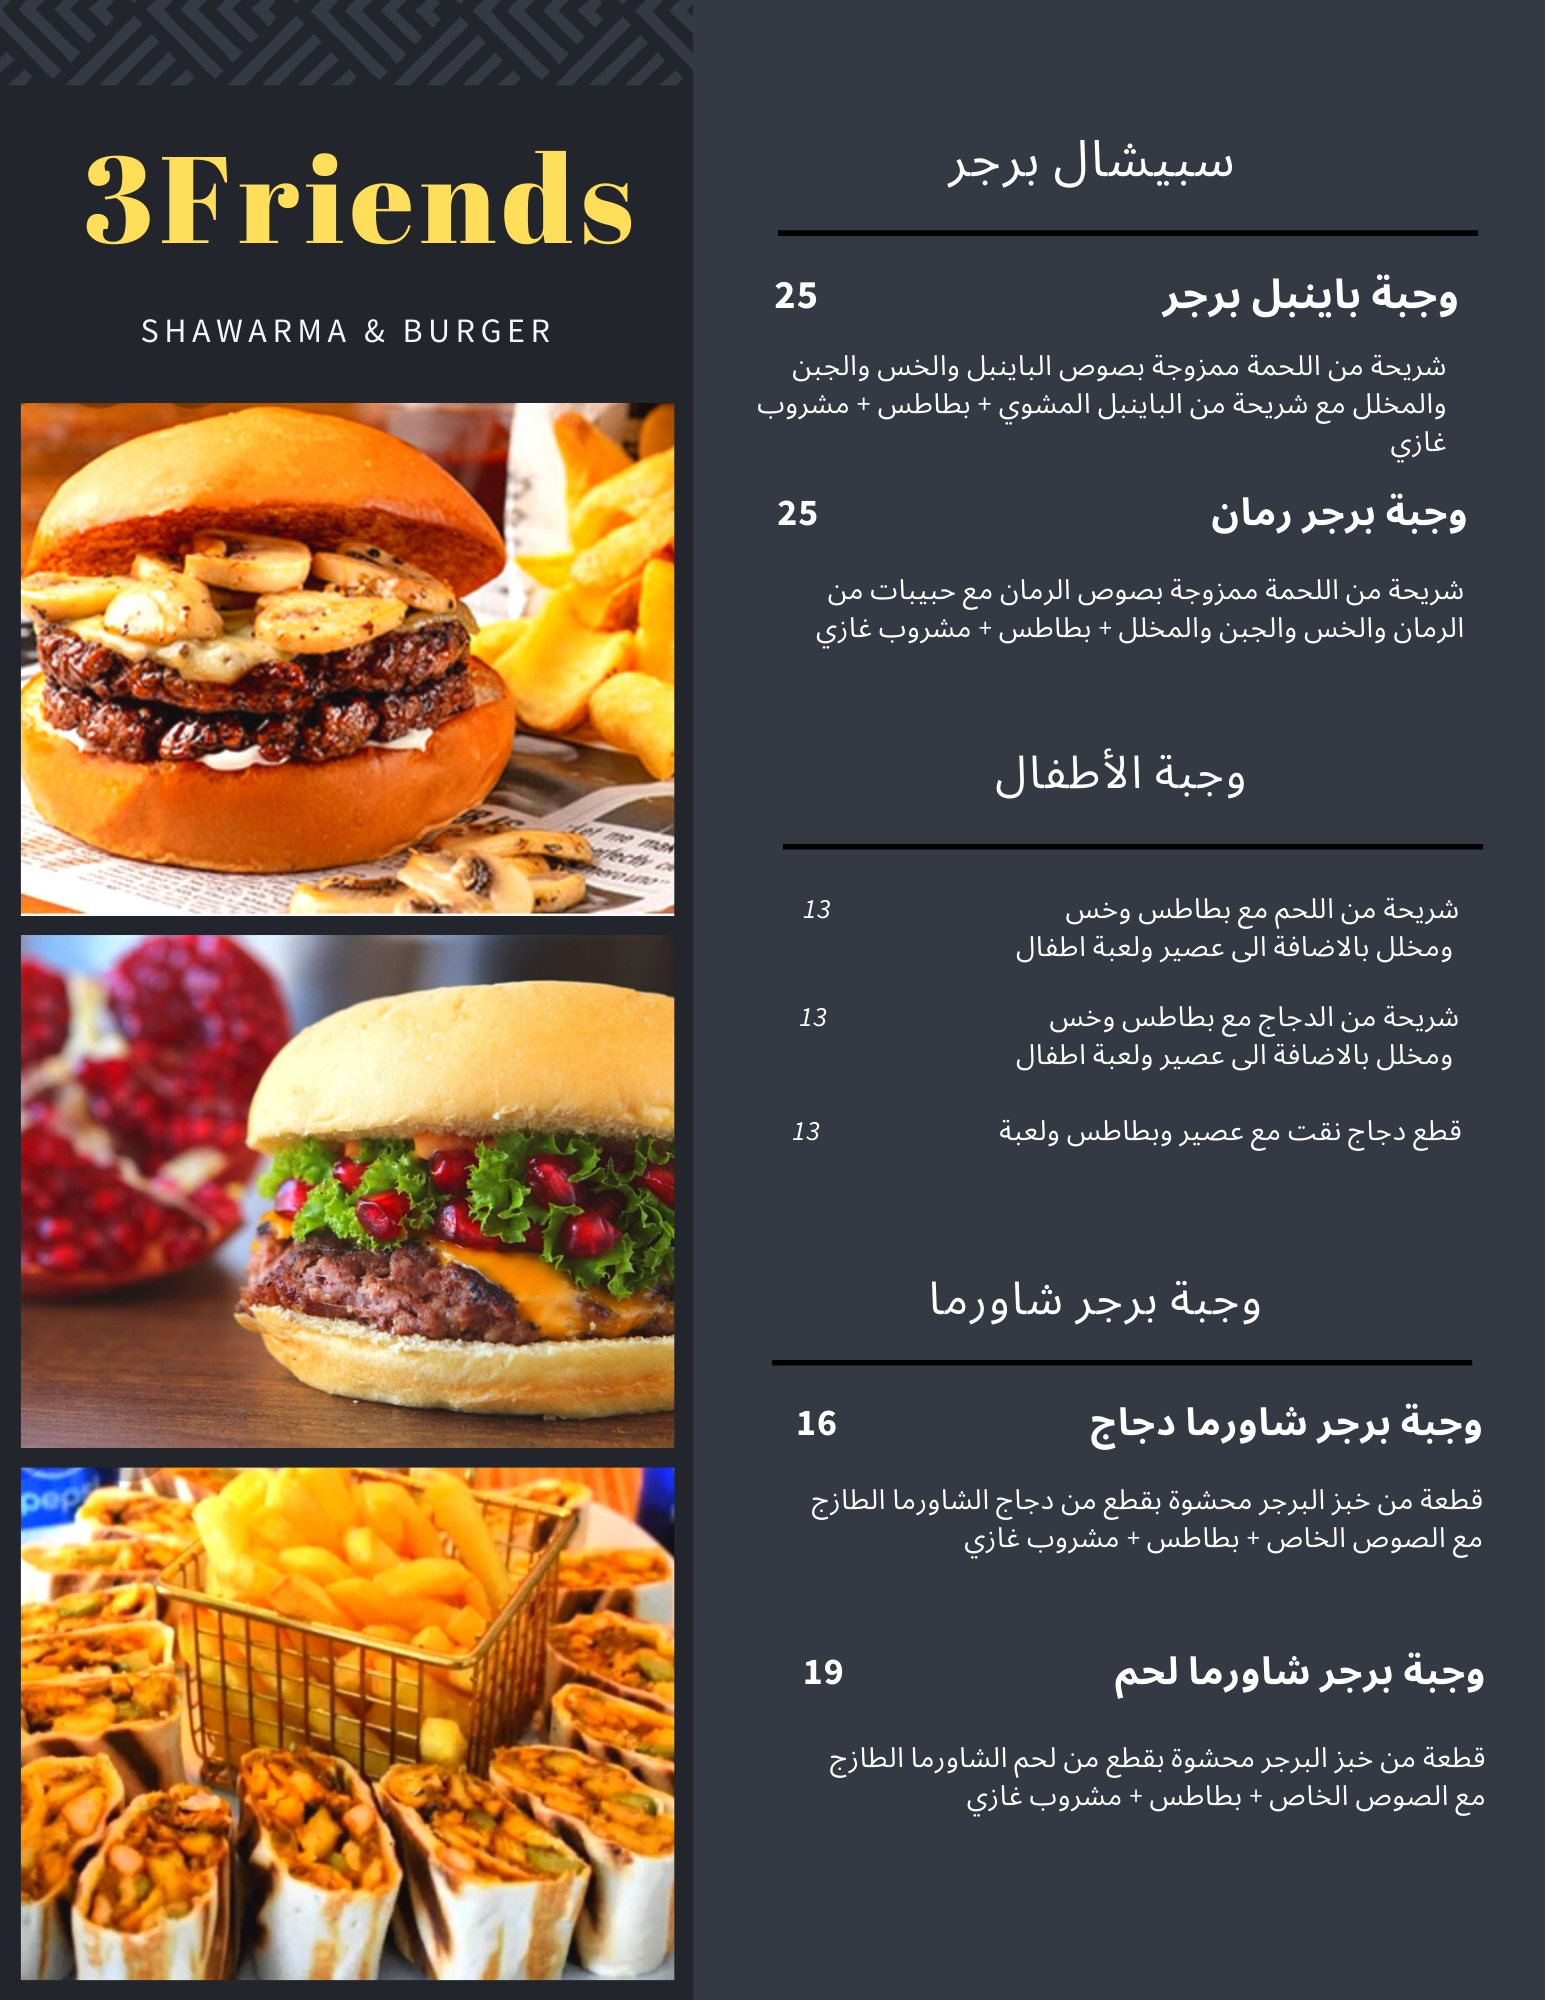 3Friends
SHAWARMA & BURGER
سبيشال برجر
وجبة باينبل برجر 25
شريحة من اللحمة ممزوجة بصوص الباينبل والخس والجبن
والمخلل مع شريحة من الباينبل المشوي + بطاطس + مشروب
غازي
وجبة برجر رمان 25
شريحة من اللحمة ممزوجة بصوص الرمان مع حبيبات من
الرمان والخس والجبن والمخلل + بطاطس + مشروب غازي
وجبة الأطفال
شريحة من اللحم مع بطاطس وخس 13
ومخلل بالاضافة الى عصير ولعبة اطفال
شريحة من الدجاج مع بطاطس وخس 13
ومخلل بالاضافة الى عصير ولعبة اطفال
قطع دجاج نقت مع عصير وبطاطس ولعبة 13
وجبة برجر شاورما
وجبة برجر شاورما دجاج 16
قطعة من خبز البرجر محشوة بقطع من دجاج الشاورما الطازج
مع الصوص الخاص + بطاطس + مشروب غازي
وجبة برجر شاورما لحم 19
قطعة من خبز البرجر محشوة بقطع من لحم الشاورما الطازج
مع الصوص الخاص + بطاطس + مشروب غازي